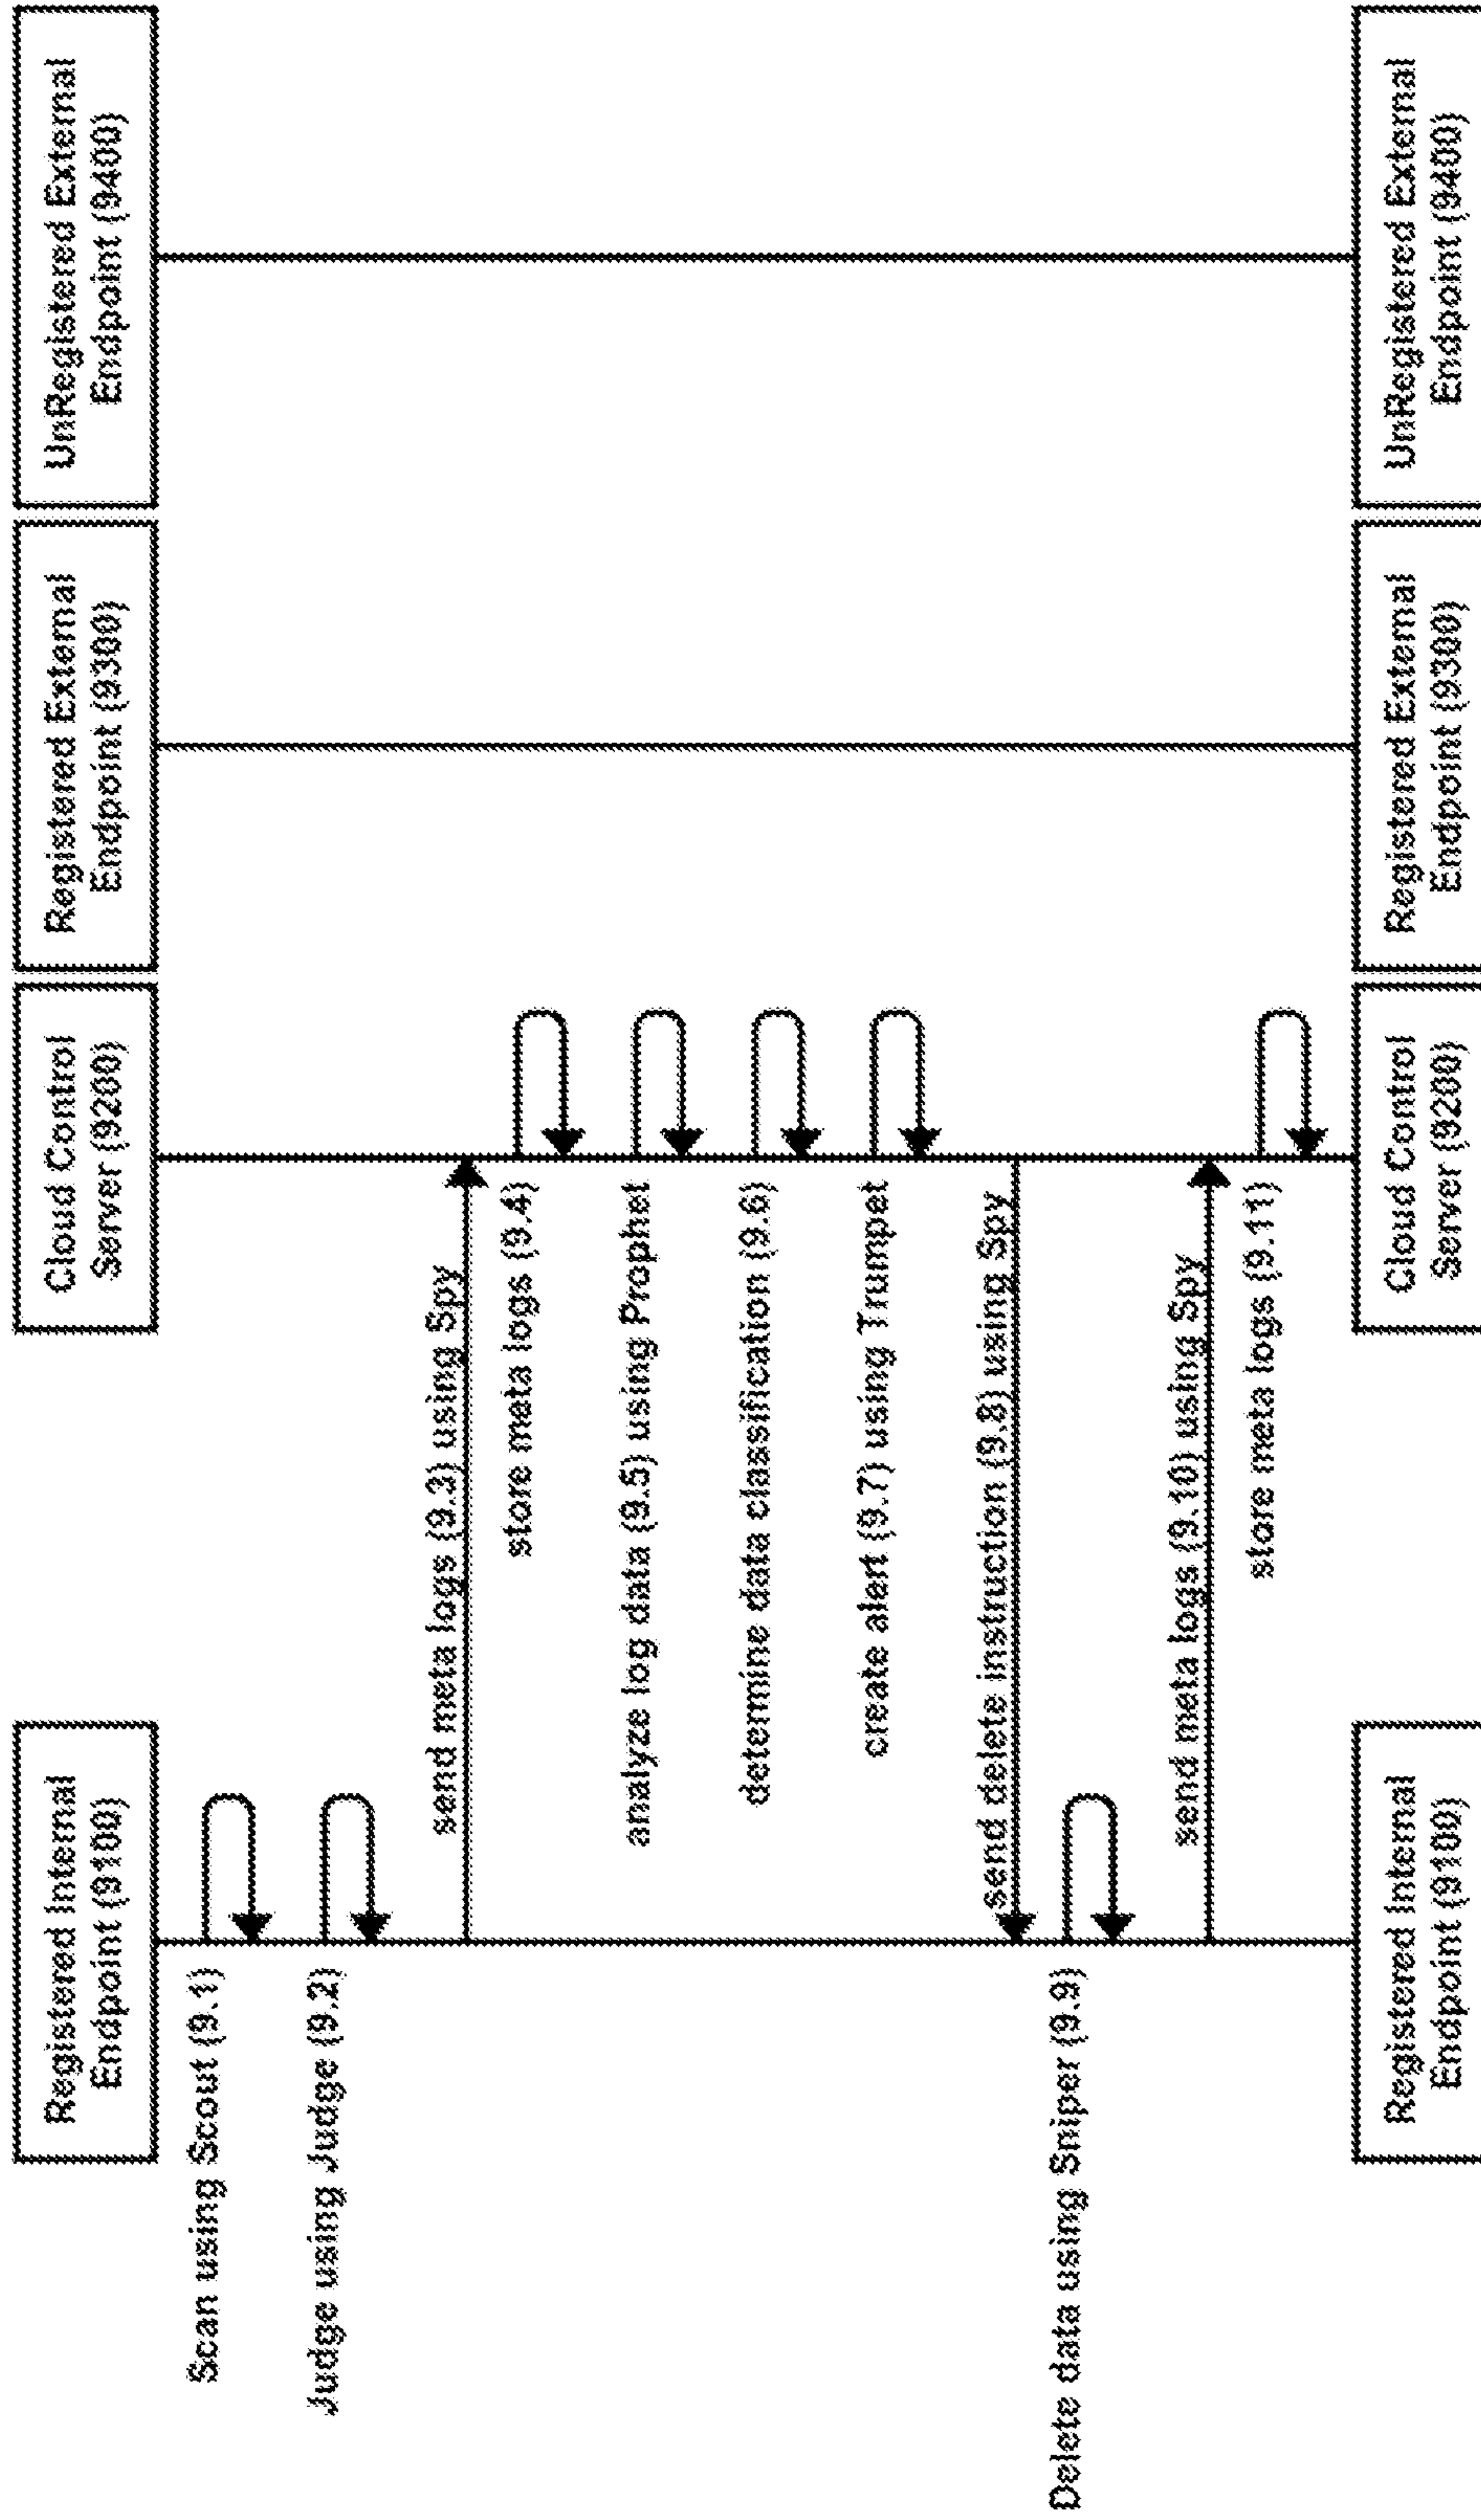 Registered Internal
Endpoint (9100)
Cloud Control
Server (9200)
Registered External
Endpoint (9300)
UnRegistered External
Endpoint (9400)
Scan using Scout (9.1)
Judge using Judge (9.2)
send meta logs (9.3) using Spy
store meta logs (9.4)
analyze log data (9.5) using Prophet
determine data classification (9.6)
create alert (9.7) using Trumpet
send delete instruction (9.8) using Spy
Delete data using Sniper (9.9)
send meta logs (9.10) using Spy
store meta logs (9.11)
Registered Internal
Endpoint (9100)
Cloud Control
Server (9200)
Registered External
Endpoint (9300)
UnRegistered External
Endpoint (9400)